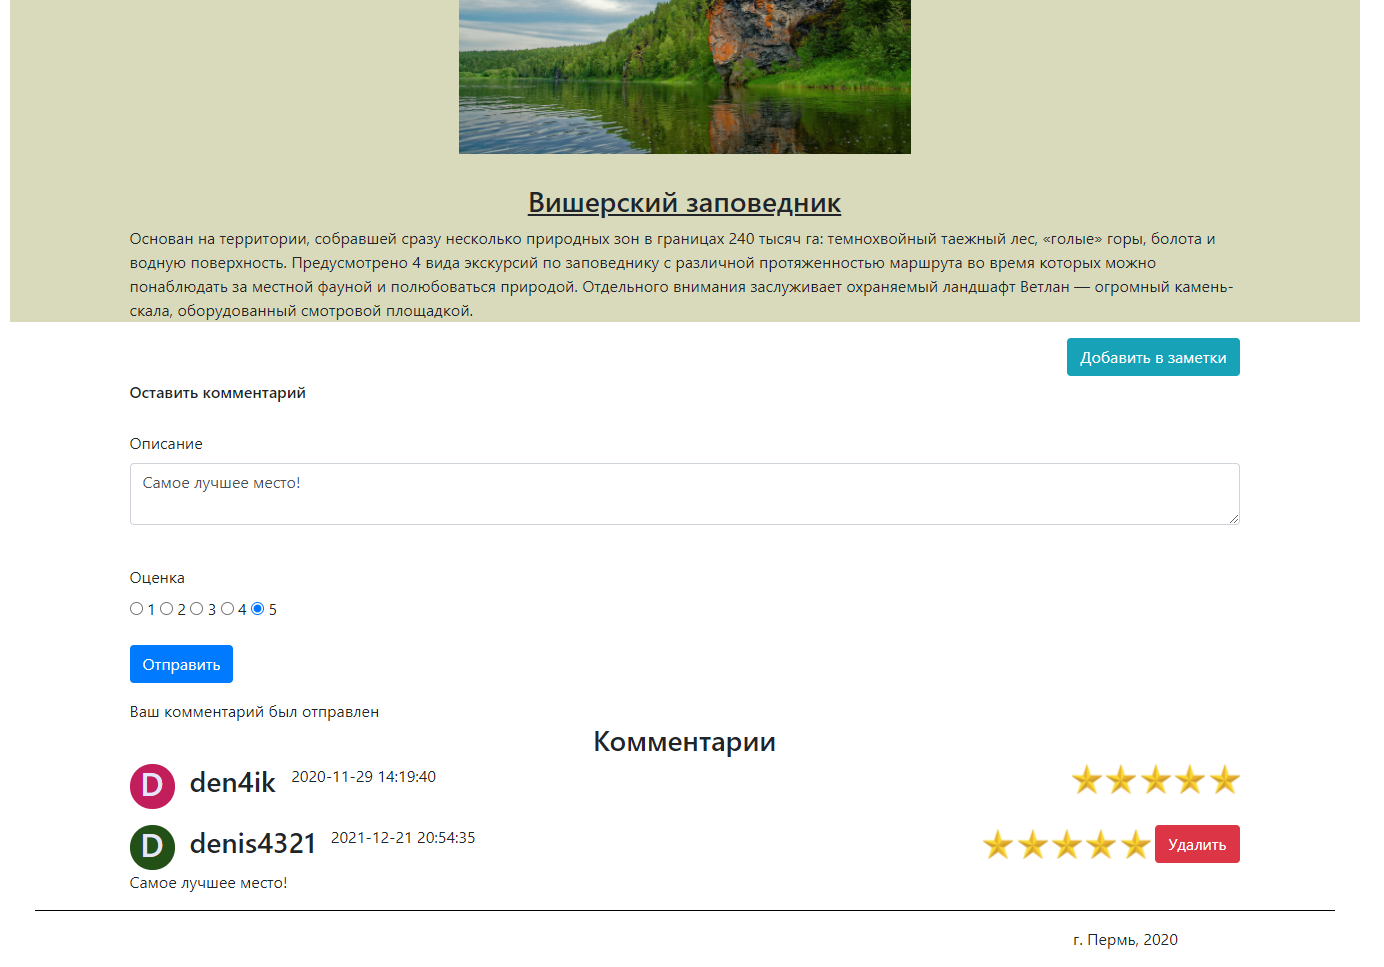 Вишерский заповедник
Основан на территории, собравшей сразу несколько природных зон в границах 240 тысяч га: темнохвойный таежный лес, «голые» горы, болота и
водную поверхность. Предусмотрено 4 вида экскурсий по заповеднику с различной протяженностью маршрута во время которых можно
понаблюдать за местной фауной и полюбоваться природой. Отдельного внимания заслуживает охраняемый ландшафт Ветлан — огромный камень-
скала, оборудованный смотровой площадкой.
Добавить в заметки
Оставить комментарий
Описание
Самое лучшее место!
Оценка
1 2 3 4 5
Отправить
Ваш комментарий был отправлен
Комментарии
D den4ik 2020-11-29 14:19:40
D denis4321 2021-12-21 20:54:35 Удалить
Самое лучшее место!
г. Пермь, 2020